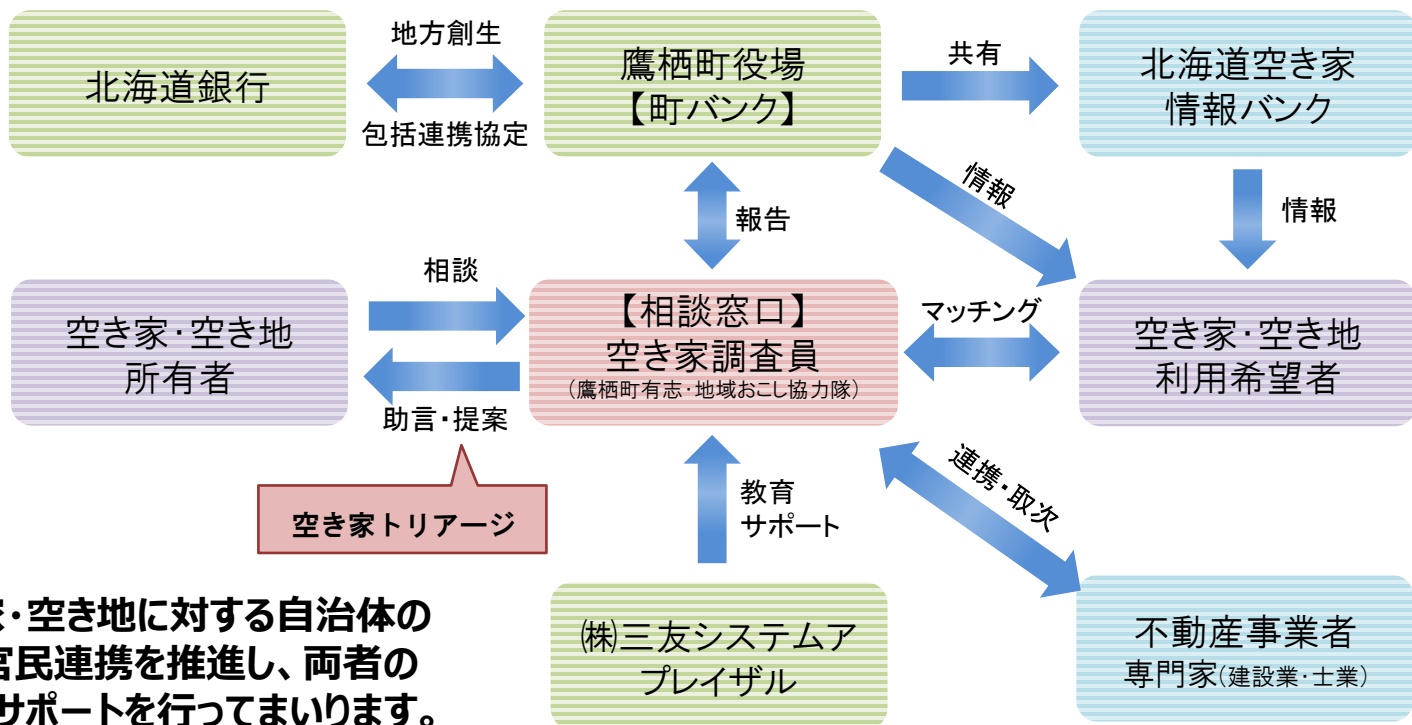 北海道銀行
地方創生
包括連携協定
鷹栖町役場
【町バンク】
共有
北海道空き家
情報バンク
報告
情報
情報
空き家・空き地
所有者
相談
助言・提案
空き家トリアージ
【相談窓口】
空き家調査員
(鷹栖町有志・地域おこし協力隊)
マッチング
空き家・空き地
利用希望者
教育
サポート
連携・取次
㈱三友システムア
プレイザル
不動産事業者
専門家(建設業・士業)
・空き地に対する自治体の
官民連携を推進し、両者の
サポートを行ってまいります。